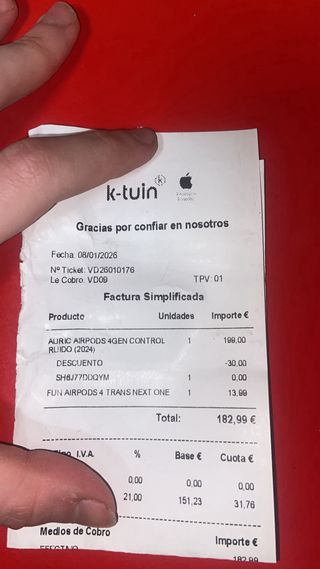 k-tuin
Gracias por confiar en nosotros
Fecha: 08/01/2026
Nº Ticket: VD26010176
Le Cobro: VD09 TPV: 01
Factura Simplificada
Producto Unidades Importe €
AURIC AIRPODS 4GEN CONTROL 1 199,00
RUIDO (2024)
DESCUENTO -30,00
SH6J77DDQYM 1 0,00
FUN AIRPODS 4 TRANS NEXT ONE 1 13,99
Total: 182,99 €
I.V.A. % Base € Cuota €
0,00 0,00 0,00
21,00 151,23 31,76
Medios de Cobro Importe €
EFECTIVO 182,99